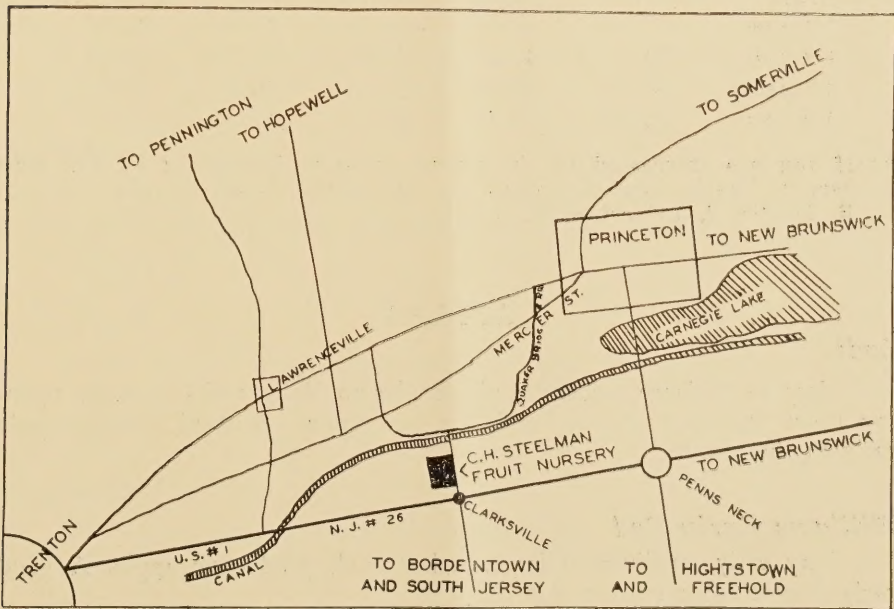 TO PENNINGTON
TO HOPEWELL
TO SOMERVILLE
PRINCETON
TO NEW BRUNSWICK
CARNEGIE LAKE
MERCER ST.
QUAKER BRIDGE RD
LAWRENCEVILLE
C.H. STEELMAN
FRUIT NURSERY
TO NEW BRUNSWICK
PENNS NECK
CLARKSVILLE
N.J. # 26
U.S. # 1
TRENTON
CANAL
TO BORDENTOWN
AND SOUTH JERSEY
TO HIGHTSTOWN
AND FREEHOLD